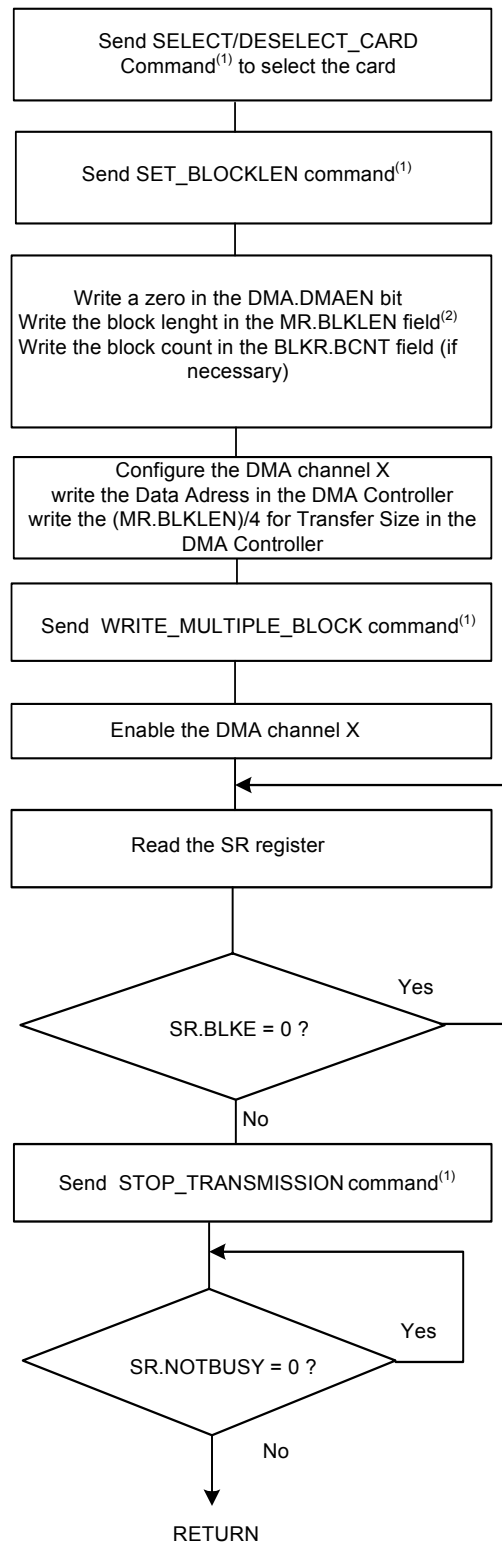 Send SELECT/DESELECT_CARD
Command(1) to select the card
Send SET_BLOCKLEN command(1)
Write a zero in the DMA.DMAEN bit
Write the block lenght in the MR.BLKLEN field(2)
Write the block count in the BLKR.BCNT field (if
necessary)
Configure the DMA channel X
write the Data Adress in the DMA Controller
write the (MR.BLKLEN)/4 for Transfer Size in the
DMA Controller
Send WRITE_MULTIPLE_BLOCK command(1)
Enable the DMA channel X
Read the SR register
Yes
SR.BLKE = 0 ?
No
Send STOP_TRANSMISSION command(1)
Yes
SR.NOTBUSY = 0 ?
No
RETURN